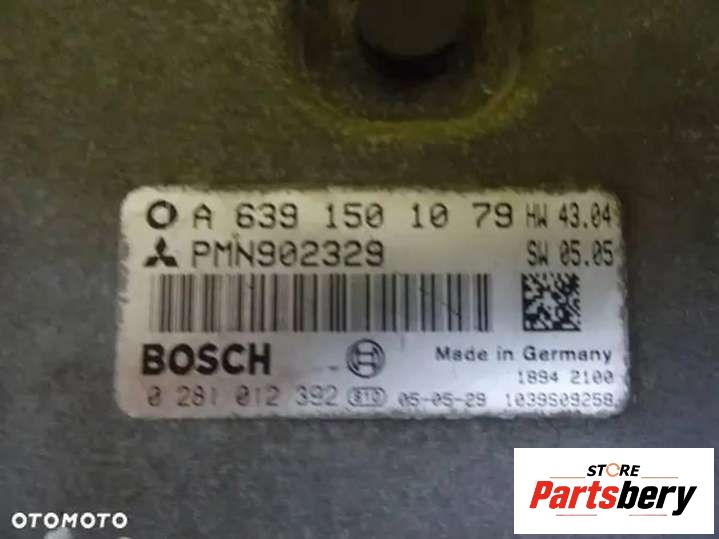 A 639 150 10 79 HW 43.04
PMN902329 SW 05.05
BOSCH Made in Germany
1894 2100
0 281 012 392 05-05-29 1039S09258
STORE
Partsbery
OTOMOTO